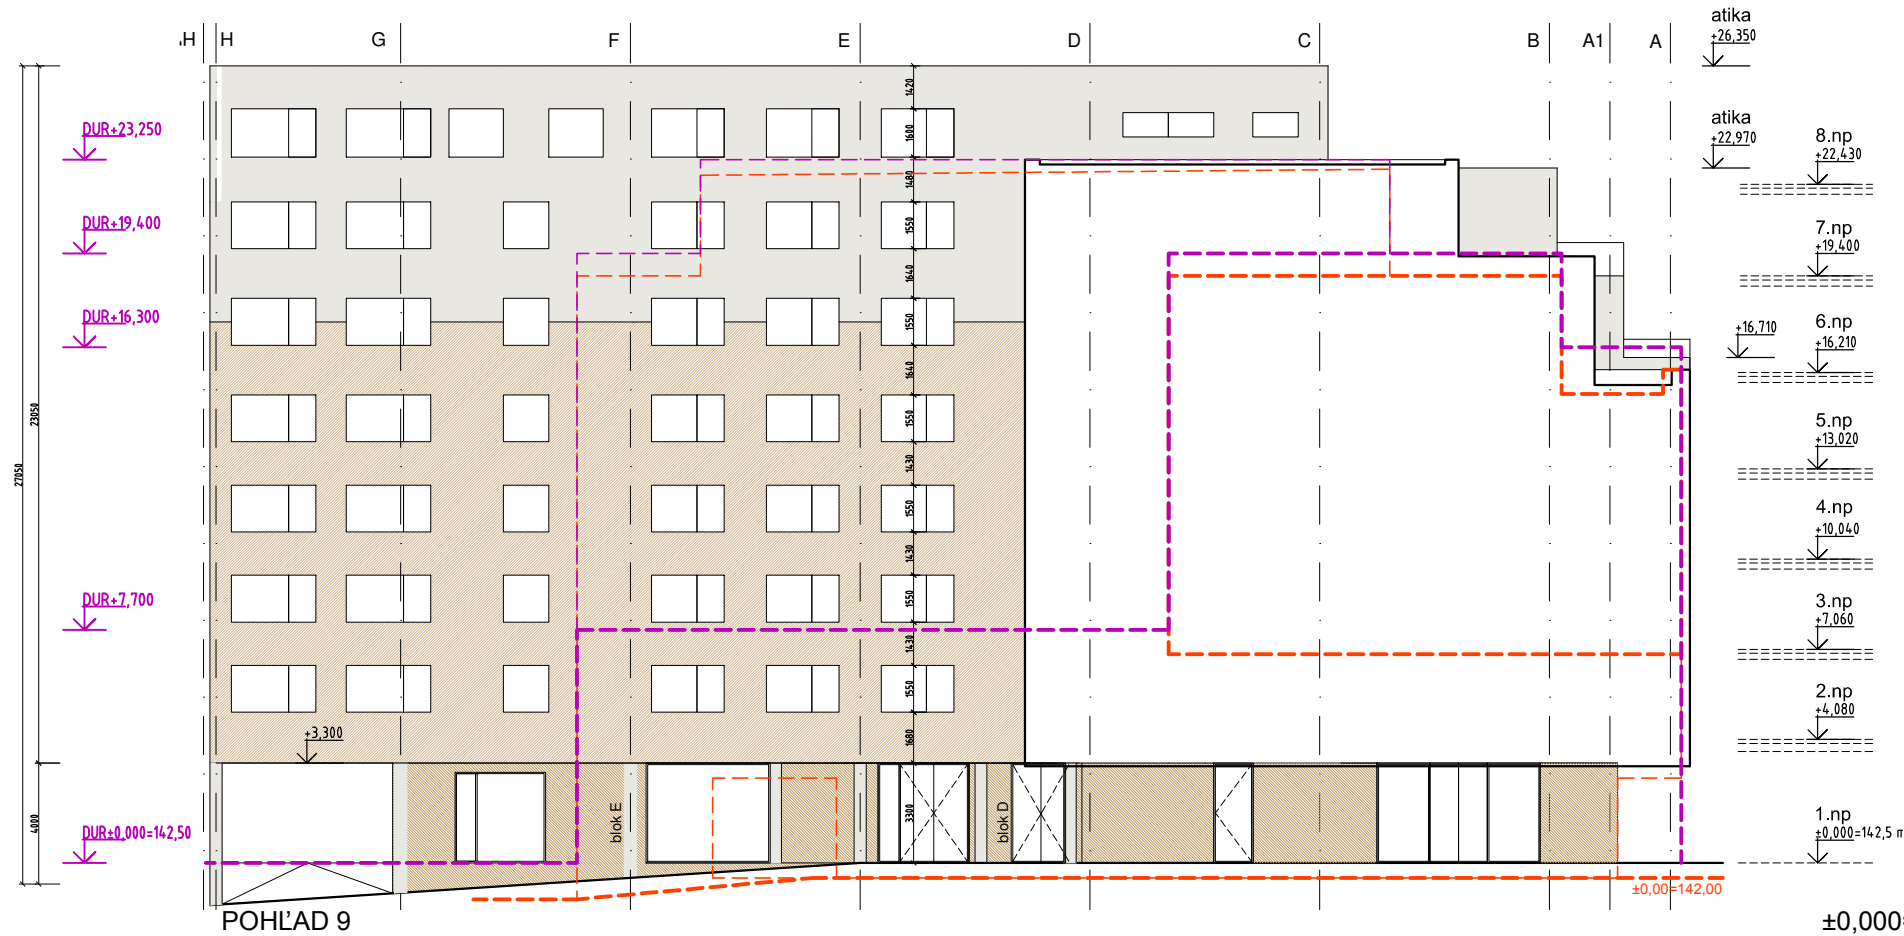 H H G F E D C B A1 A
atika
+26,350
atika
+22,970
8.np
+22,430
7.np
+19,400
+16,710
6.np
+16,210
5.np
+13,020
4.np
+10,040
3.np
+7,060
2.np
+4,080
1.np
±0,000=142,5 m
DUR+23,250
DUR+19,400
DUR+16,300
DUR+7,700
DUR±0,000=142,50
27050
23050
4000
1420
1600
1480
1550
1640
1550
1640
1550
1430
1550
1430
1550
1430
1550
1680
3300
+3,300
blok E
blok D
±0,00=142,00
POHĽAD 9
±0,000=